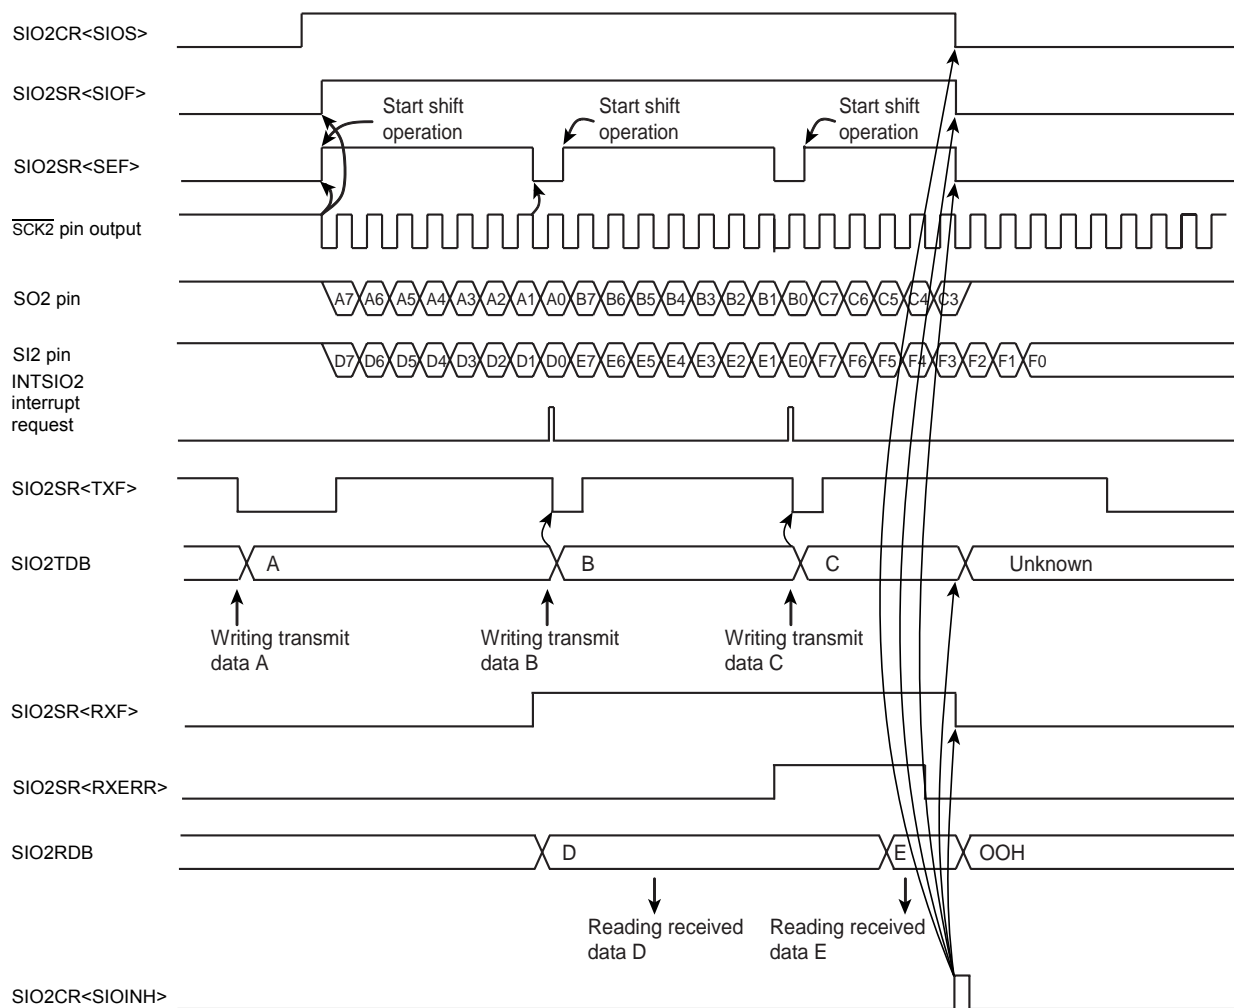 SIO2CR<SIOS>
SIO2SR<SIOF>
Start shift
operation
Start shift
operation
Start shift
operation
SIO2SR<SEF>
SCK2 pin output
SO2 pin
A7 A6 A5 A4 A3 A2 A1 A0 B7 B6 B5 B4 B3 B2 B1 B0 C7 C6 C5 C4 C3
SI2 pin
D7 D6 D5 D4 D3 D2 D1 D0 E7 E6 E5 E4 E3 E2 E1 E0 F7 F6 F5 F4 F3 F2 F1 F0
INTSIO2
interrupt
request
SIO2SR<TXF>
SIO2TDB
A
B
C
Unknown
Writing transmit
data A
Writing transmit
data B
Writing transmit
data C
SIO2SR<RXF>
SIO2SR<RXERR>
SIO2RDB
D
E
OOH
Reading received
data D
Reading received
data E
SIO2CR<SIOINH>